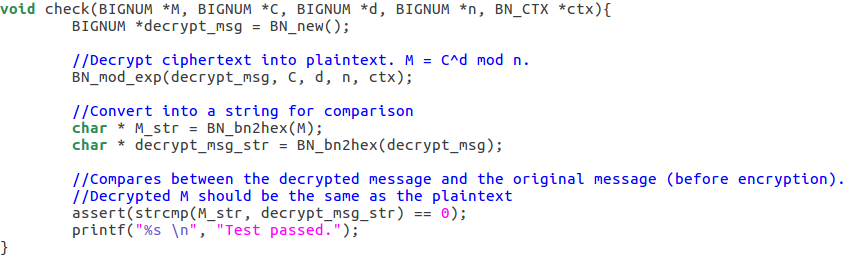 void check(BIGNUM *M, BIGNUM *C, BIGNUM *d, BIGNUM *n, BN_CTX *ctx){
        BIGNUM *decrypt_msg = BN_new();

        //Decrypt ciphertext into plaintext. M = C^d mod n.
        BN_mod_exp(decrypt_msg, C, d, n, ctx);

        //Convert into a string for comparison
        char * M_str = BN_bn2hex(M);
        char * decrypt_msg_str = BN_bn2hex(decrypt_msg);

        //Compares between the decrypted message and the original message (before encryption).
        //Decrypted M should be the same as the plaintext
        assert(strcmp(M_str, decrypt_msg_str) == 0);
        printf("%s \n", "Test passed.");
}